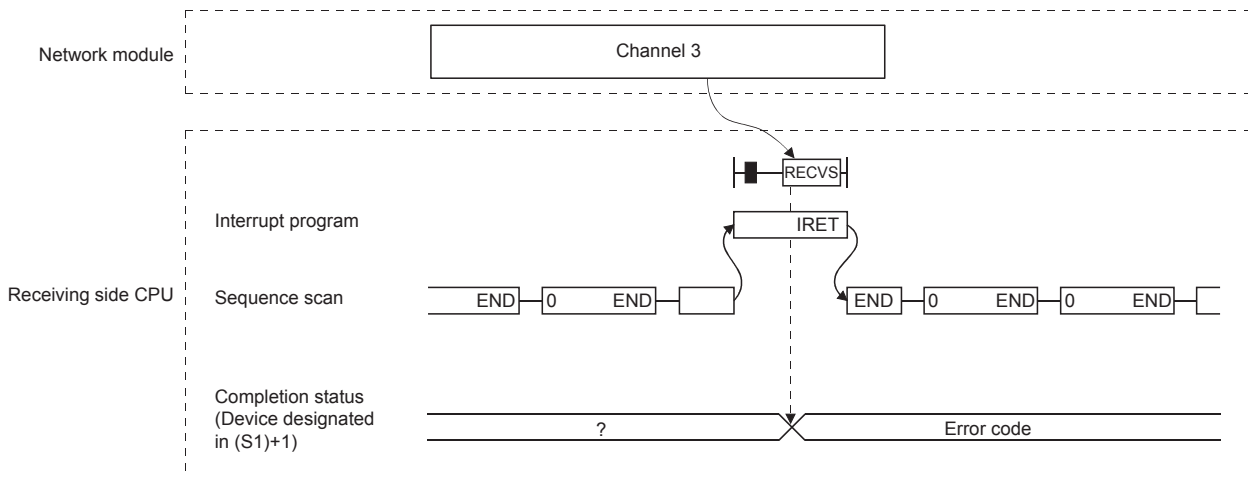 Network module
Channel 3
RECVS
Interrupt program
IRET
Receiving side CPU
Sequence scan
END 0 END END 0 END 0 END
Completion status
(Device designated
in (S1)+1)
?
Error code